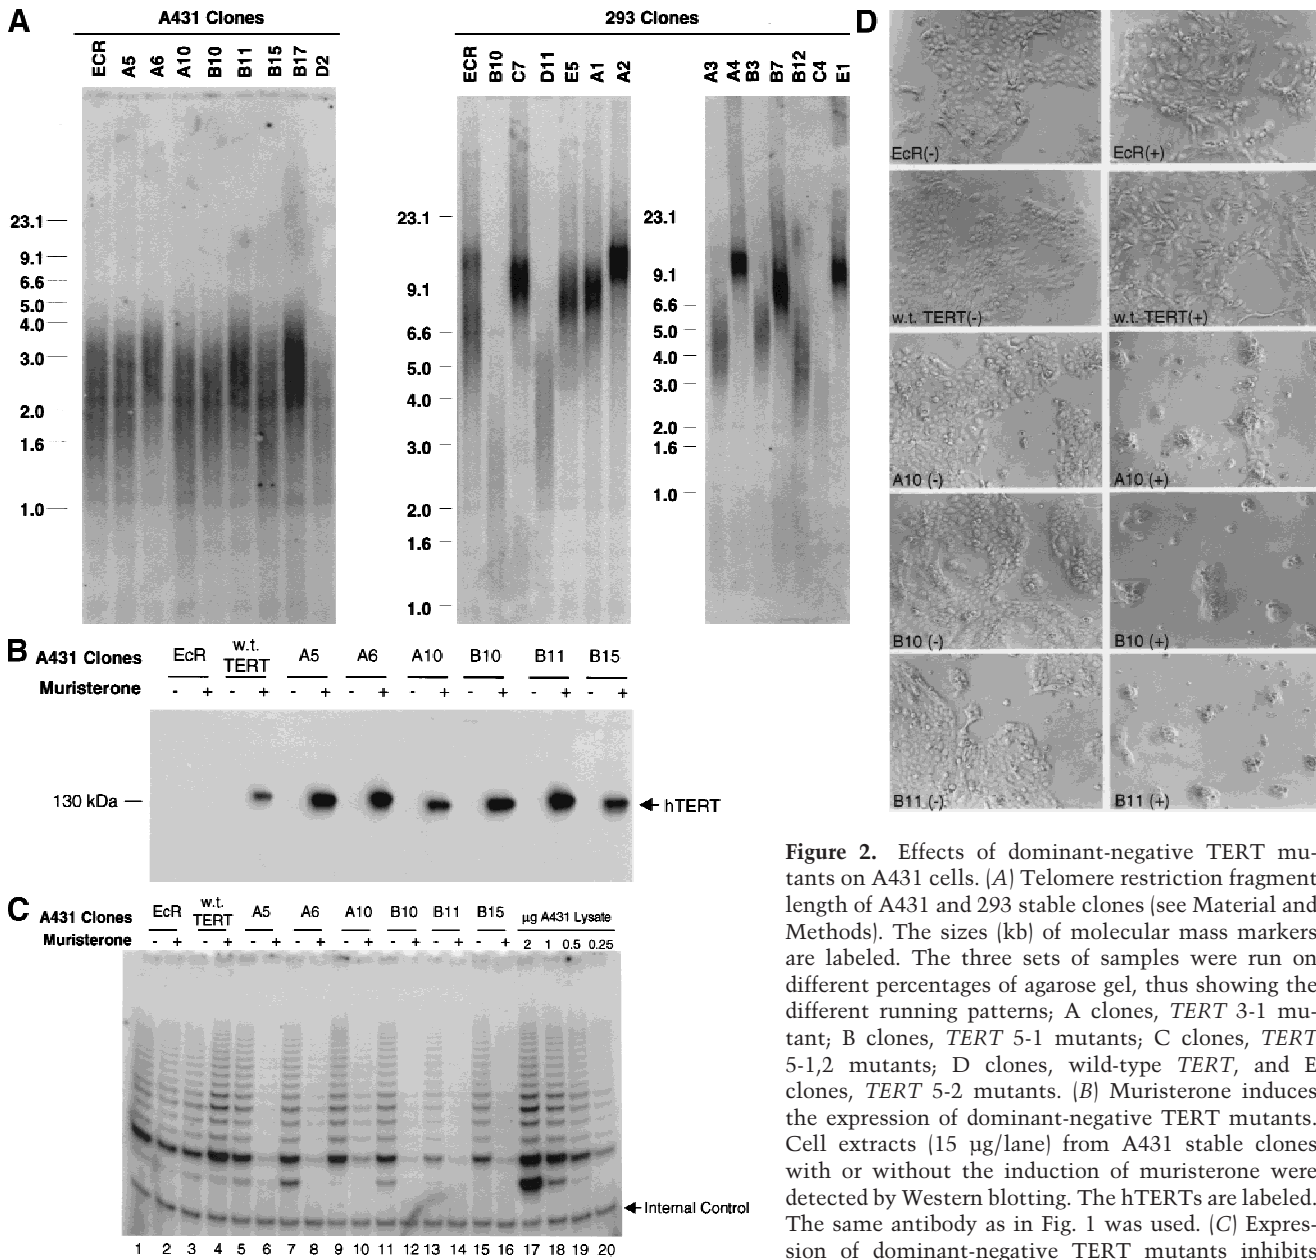 A
A431 Clones
ECR A5 A6 A10 B10 B11 B15 B17 D2
23.1
9.1
6.6
5.0
4.0
3.0
2.0
1.6
1.0
293 Clones
ECR B10 C7 D11 E5 A1 A2
23.1
9.1
6.6
5.0
4.0
3.0
2.0
1.6
1.0
A3 A4 B3 B7 B12 C4 E1
23.1
9.1
6.6
5.0
4.0
3.0
2.0
1.6
1.0
B
A431 Clones EcR w.t. TERT A5 A6 A10 B10 B11 B15
Muristerone - + - + - + - + - + - + - + - +
130 kDa
hTERT
C
A431 Clones EcR w.t. TERT A5 A6 A10 B10 B11 B15 µg A431 Lysate
Muristerone - + - + - + - + - + - + - + - + 2 1 0.5 0.25
Internal Control
1 2 3 4 5 6 7 8 9 10 11 12 13 14 15 16 17 18 19 20
D
EcR(-) EcR(+)
w.t. TERT(-) w.t. TERT(+)
A10 (-) A10 (+)
B10 (-) B10 (+)
B11 (-) B11 (+)
Figure 2. Effects of dominant-negative TERT mu-
tants on A431 cells. (A) Telomere restriction fragment
length of A431 and 293 stable clones (see Material and
Methods). The sizes (kb) of molecular mass markers
are labeled. The three sets of samples were run on
different percentages of agarose gel, thus showing the
different running patterns; A clones, TERT 3-1 mu-
tant; B clones, TERT 5-1 mutants; C clones, TERT
5-1,2 mutants; D clones, wild-type TERT, and E
clones, TERT 5-2 mutants. (B) Muristerone induces
the expression of dominant-negative TERT mutants.
Cell extracts (15 µg/lane) from A431 stable clones
with or without the induction of muristerone were
detected by Western blotting. The hTERTs are labeled.
The same antibody as in Fig. 1 was used. (C) Expres-
sion of dominant-negative TERT mutants inhibits